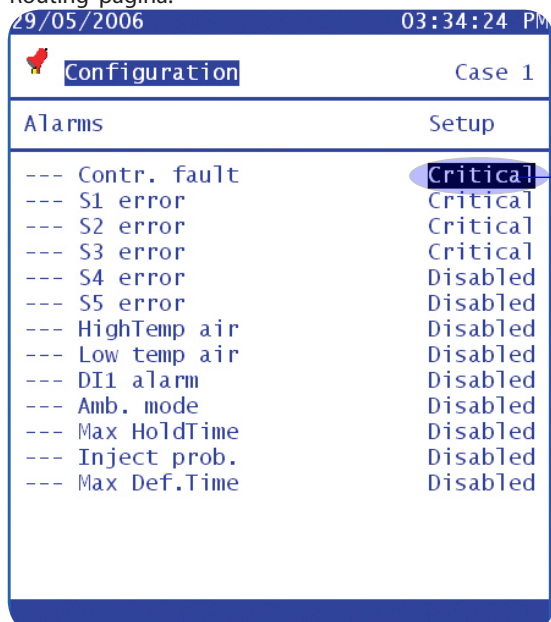 Routing pagina.
29/05/2006 03:34:24 PM
Configuration Case 1
Alarms Setup
--- Contr. fault Critical
--- S1 error Critical
--- S2 error Critical
--- S3 error Critical
--- S4 error Disabled
--- S5 error Disabled
--- HighTemp air Disabled
--- Low temp air Disabled
--- DI1 alarm Disabled
--- Amb. mode Disabled
--- Max HoldTime Disabled
--- Inject prob. Disabled
--- Max Def.Time Disabled